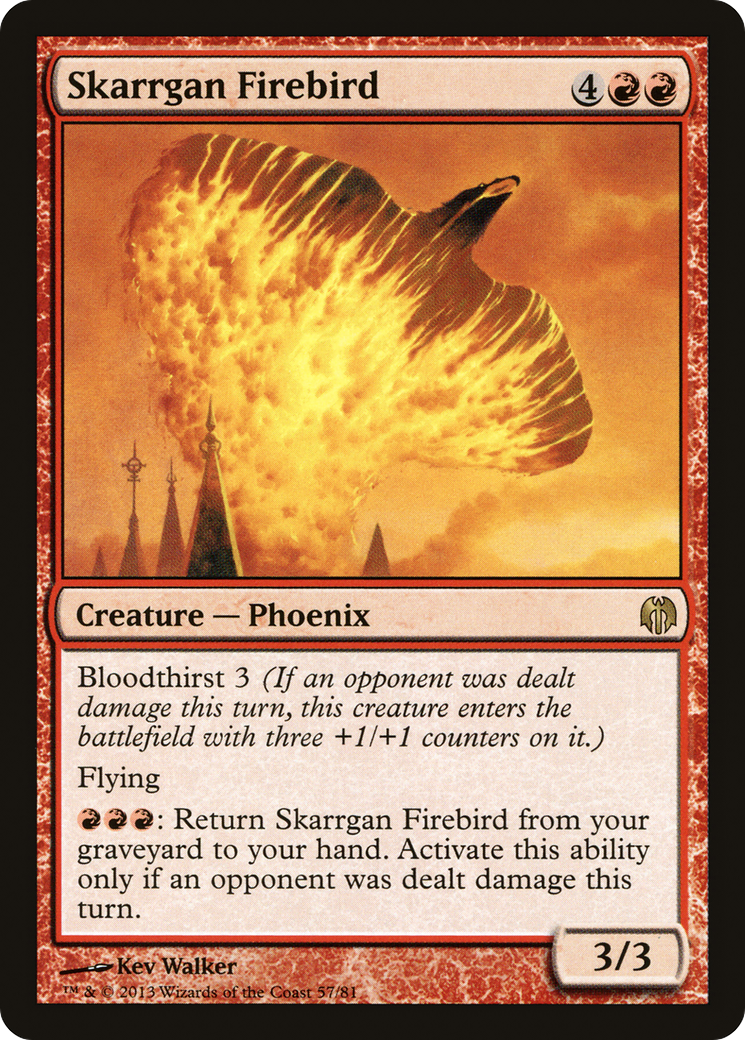 Skarrgan Firebird 4
Creature — Phoenix
Bloodthirst 3 (If an opponent was dealt
damage this turn, this creature enters the
battlefield with three +1/+1 counters on it.)
Flying
: Return Skarrgan Firebird from your
graveyard to your hand. Activate this ability
only if an opponent was dealt damage this
turn.
3/3
Kev Walker
™ & © 2013 Wizards of the Coast 57/81